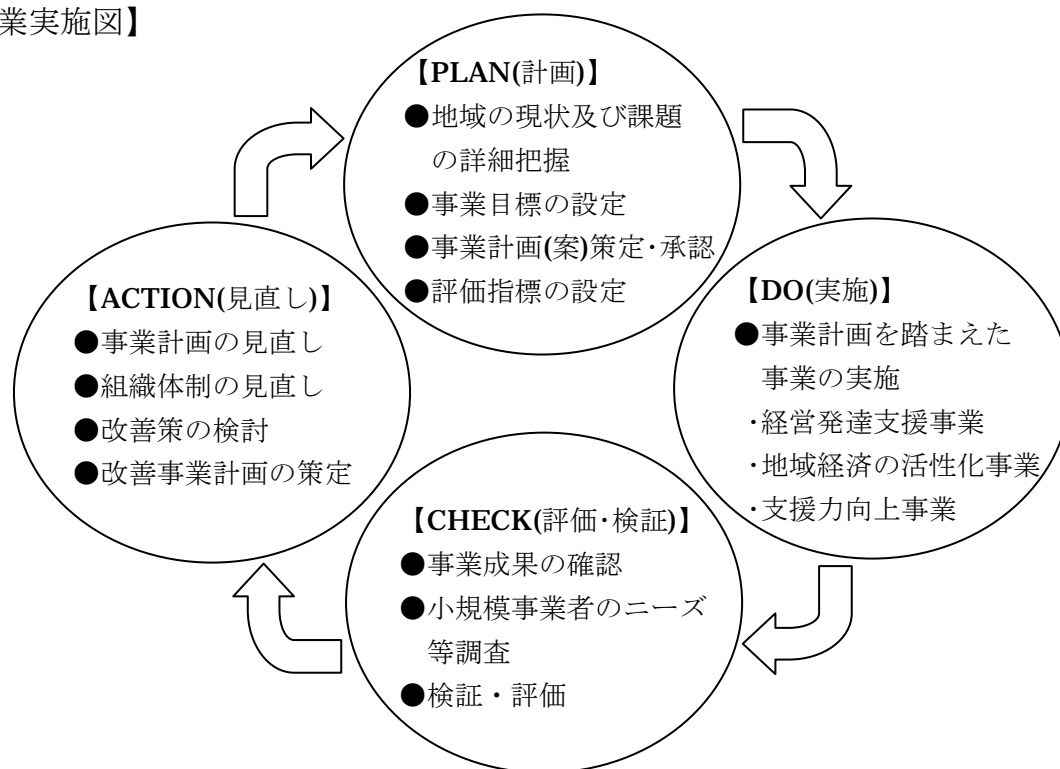 業実施図】
【PLAN(計画)】
●地域の現状及び課題
の詳細把握
●事業目標の設定
●事業計画(案)策定･承認
●評価指標の設定
【DO(実施)】
●事業計画を踏まえた
事業の実施
･経営発達支援事業
･地域経済の活性化事業
･支援力向上事業
【CHECK(評価･検証)】
●事業成果の確認
●小規模事業者のニーズ
等調査
●検証・評価
【ACTION(見直し)】
●事業計画の見直し
●組織体制の見直し
●改善策の検討
●改善事業計画の策定